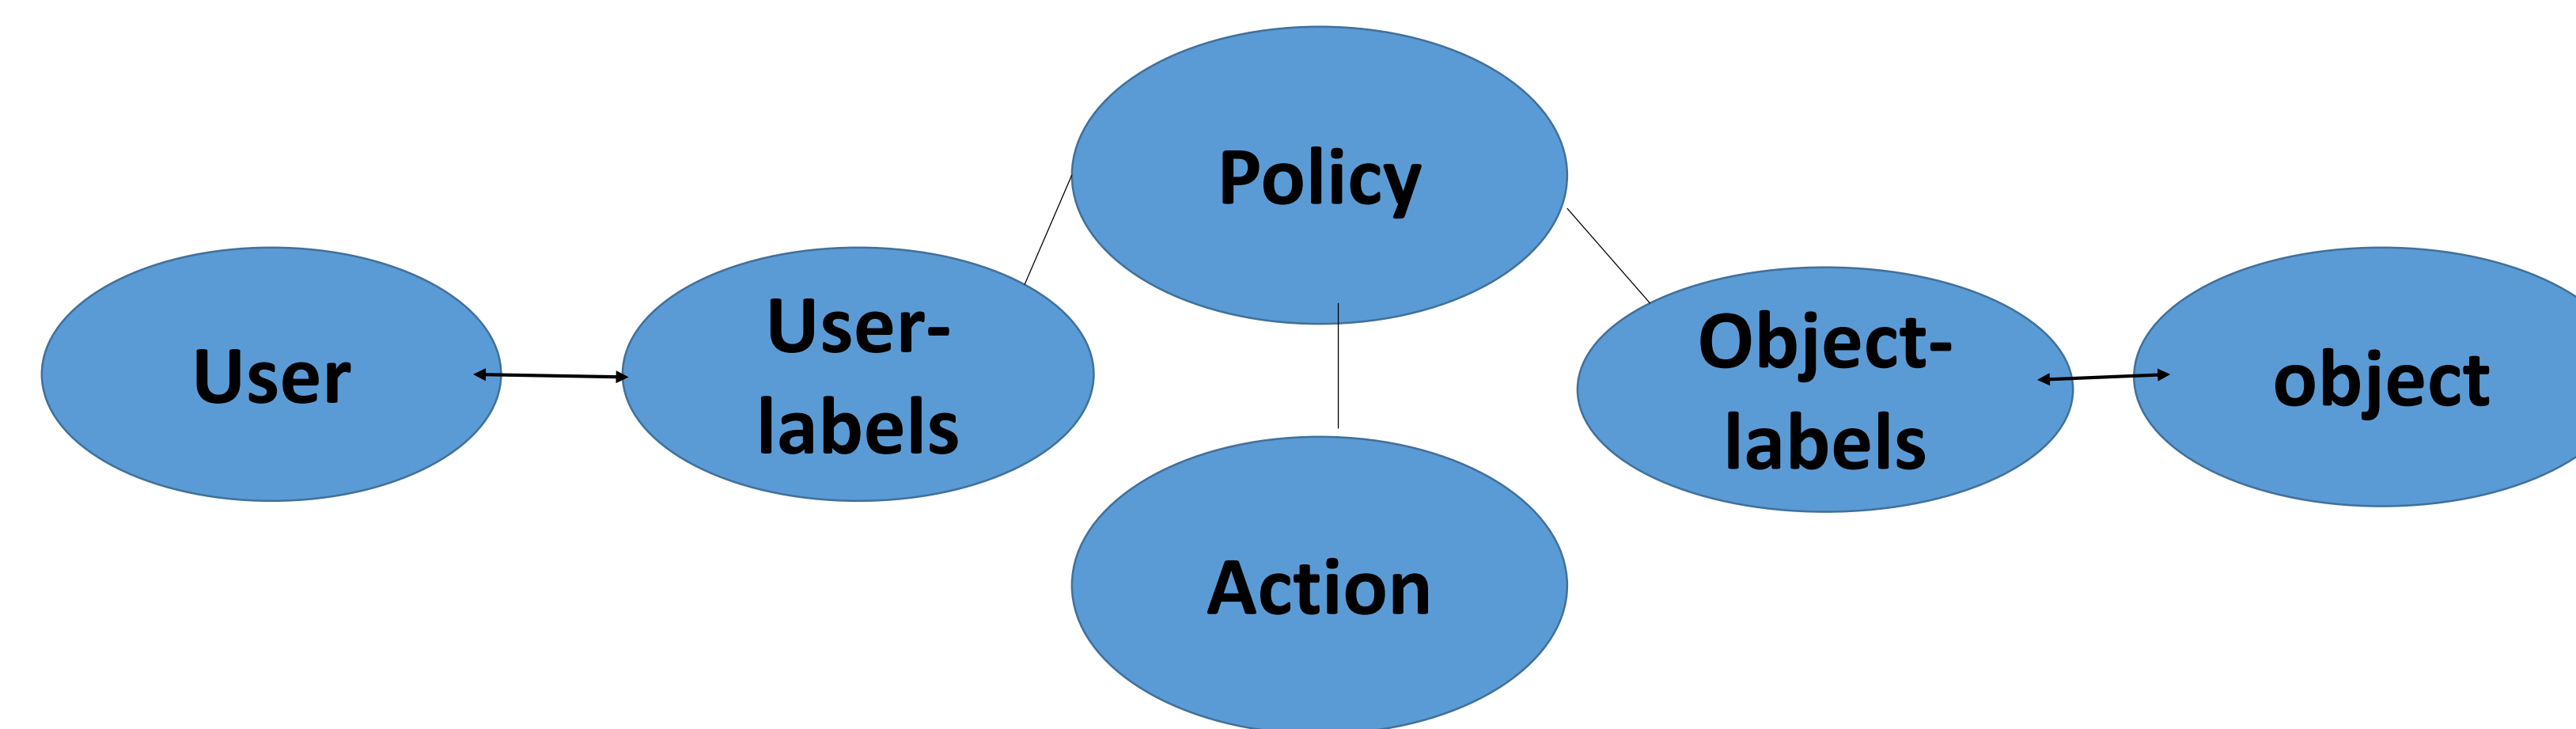 Policy
User
User-
labels
Object-
labels
object
Action